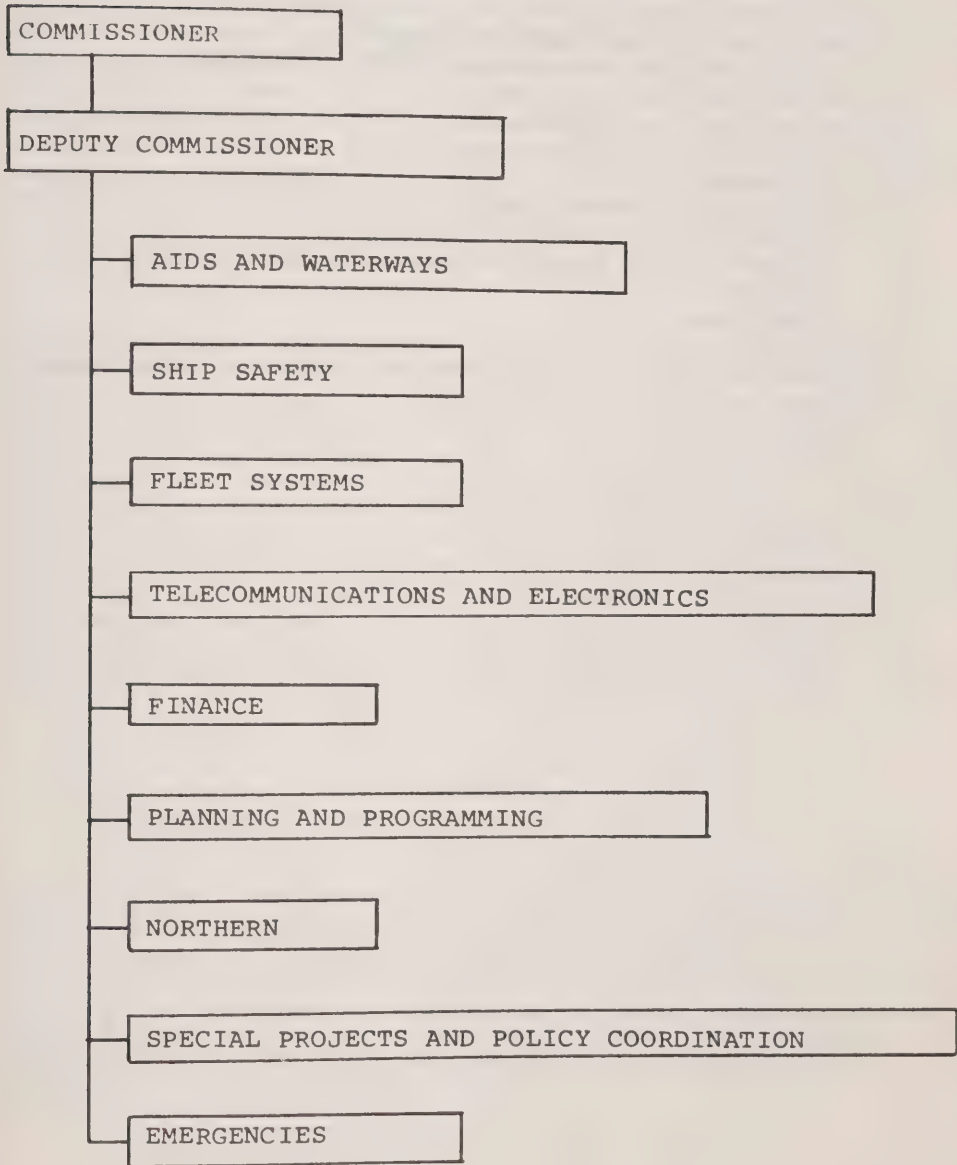 COMMISSIONER
DEPUTY COMMISSIONER
AIDS AND WATERWAYS
SHIP SAFETY
FLEET SYSTEMS
TELECOMMUNICATIONS AND ELECTRONICS
FINANCE
PLANNING AND PROGRAMMING
NORTHERN
SPECIAL PROJECTS AND POLICY COORDINATION
EMERGENCIES